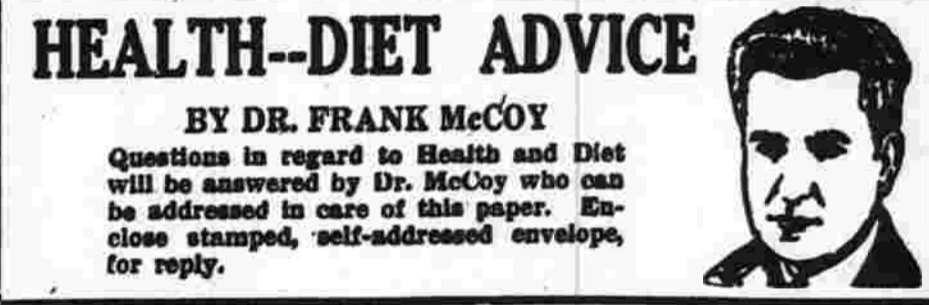 HEALTH--DIET ADVICE
BY DR. FRANK McCOY
Questions in regard to Health and Diet
will be answered by Dr. McCoy who can
be addressed in care of this paper. En-
close stamped, self-addressed envelope,
for reply.